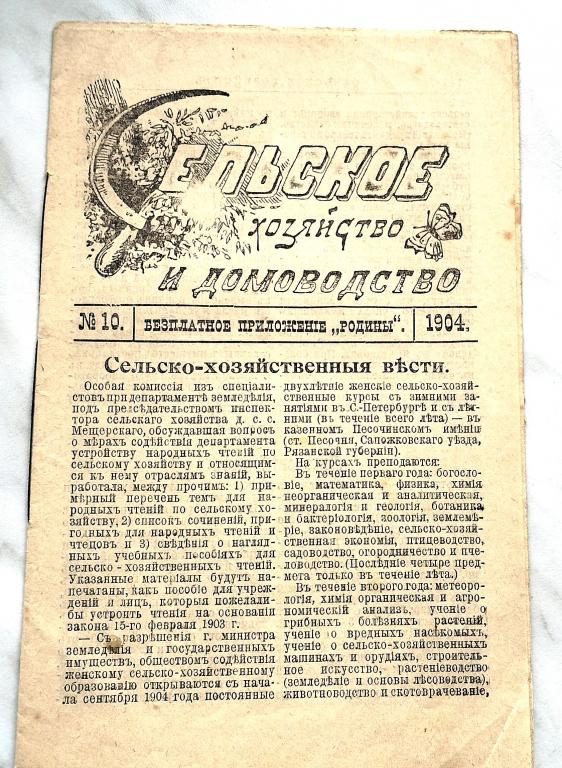 СЕЛЬСКОЕ
ХОЗЯЙСТВО
И ДОМОВОДСТВО
№ 10.
БЕЗПЛАТНОЕ ПРИЛОЖЕНІЕ „РОДИНЫ“.
1904.
Сельско-хозяйственныя вѣсти.
Особая комиссія изъ спеціали-
стовъ при департаментѣ земледѣлія,
подъ предсѣдательствомъ инспек-
тора сельскаго хозяйства д. с. с.
Мещерскаго, обсуждавшая вопросъ
о мѣрахъ содѣйствія департамента
устройству народныхъ чтеній по
сельскому хозяйству и относящим-
ся къ нему отраслямъ знаній, вы-
работала, между прочимъ: 1) при-
мѣрный перечень темъ для на-
родныхъ чтеній по сельскому хо-
зяйству, 2) списокъ сочиненій, при-
годныхъ для народныхъ чтеній и
чтецовъ и 3) свѣдѣнія о нагляд-
ныхъ учебныхъ пособіяхъ для
сельско-хозяйственныхъ чтеній.
Указанные матеріалы будутъ на-
печатаны, какъ пособіе для учреж-
деній и лицъ, которыя пожелали-
бы устроить чтенія на основаніи
закона 15-го февраля 1903 г.
— Съ разрѣшенія г. министра
земледѣлія и государственныхъ
имуществъ, обществомъ содѣйствія
женскому сельско-хозяйственному
образованію открываются съ нача-
ла сентября 1904 года постоянные
двухлѣтніе женскіе сельско-хозяй-
ственные курсы съ зимними за-
нятіями въ С.-Петербургѣ и съ лѣт-
ними (въ теченіе всего лѣта) — въ
казенномъ Песочинскомъ имѣніи
(ст. Песочня, Сапожковскаго уѣзда,
Рязанской губерніи).
На курсахъ преподаются:
Въ теченіе перваго года: богосло-
віе, математика, физика, химія
неорганическая и аналитическая,
минералогія и геологія, ботаника
и бактеріологія, зоологія, землемѣ-
ріе, законовѣдѣніе, сельско-хозяй-
ственная экономія, птицеводство,
садоводство, огородничество и пче-
ловодство. (Послѣдніе четыре пред-
мета только въ теченіе лѣта.)
Въ теченіе второго года: метеоро-
логія, химія органическая и агро-
номическій анализъ, ученіе о
грибныхъ болѣзняхъ растеній,
ученіе о вредныхъ насѣкомыхъ,
ученіе о сельско-хозяйственныхъ
машинахъ и орудіяхъ, строитель-
ное искусство, растеніеводство
(земледѣліе и основы лѣсоводства),
животноводство и скотоврачеваніе,